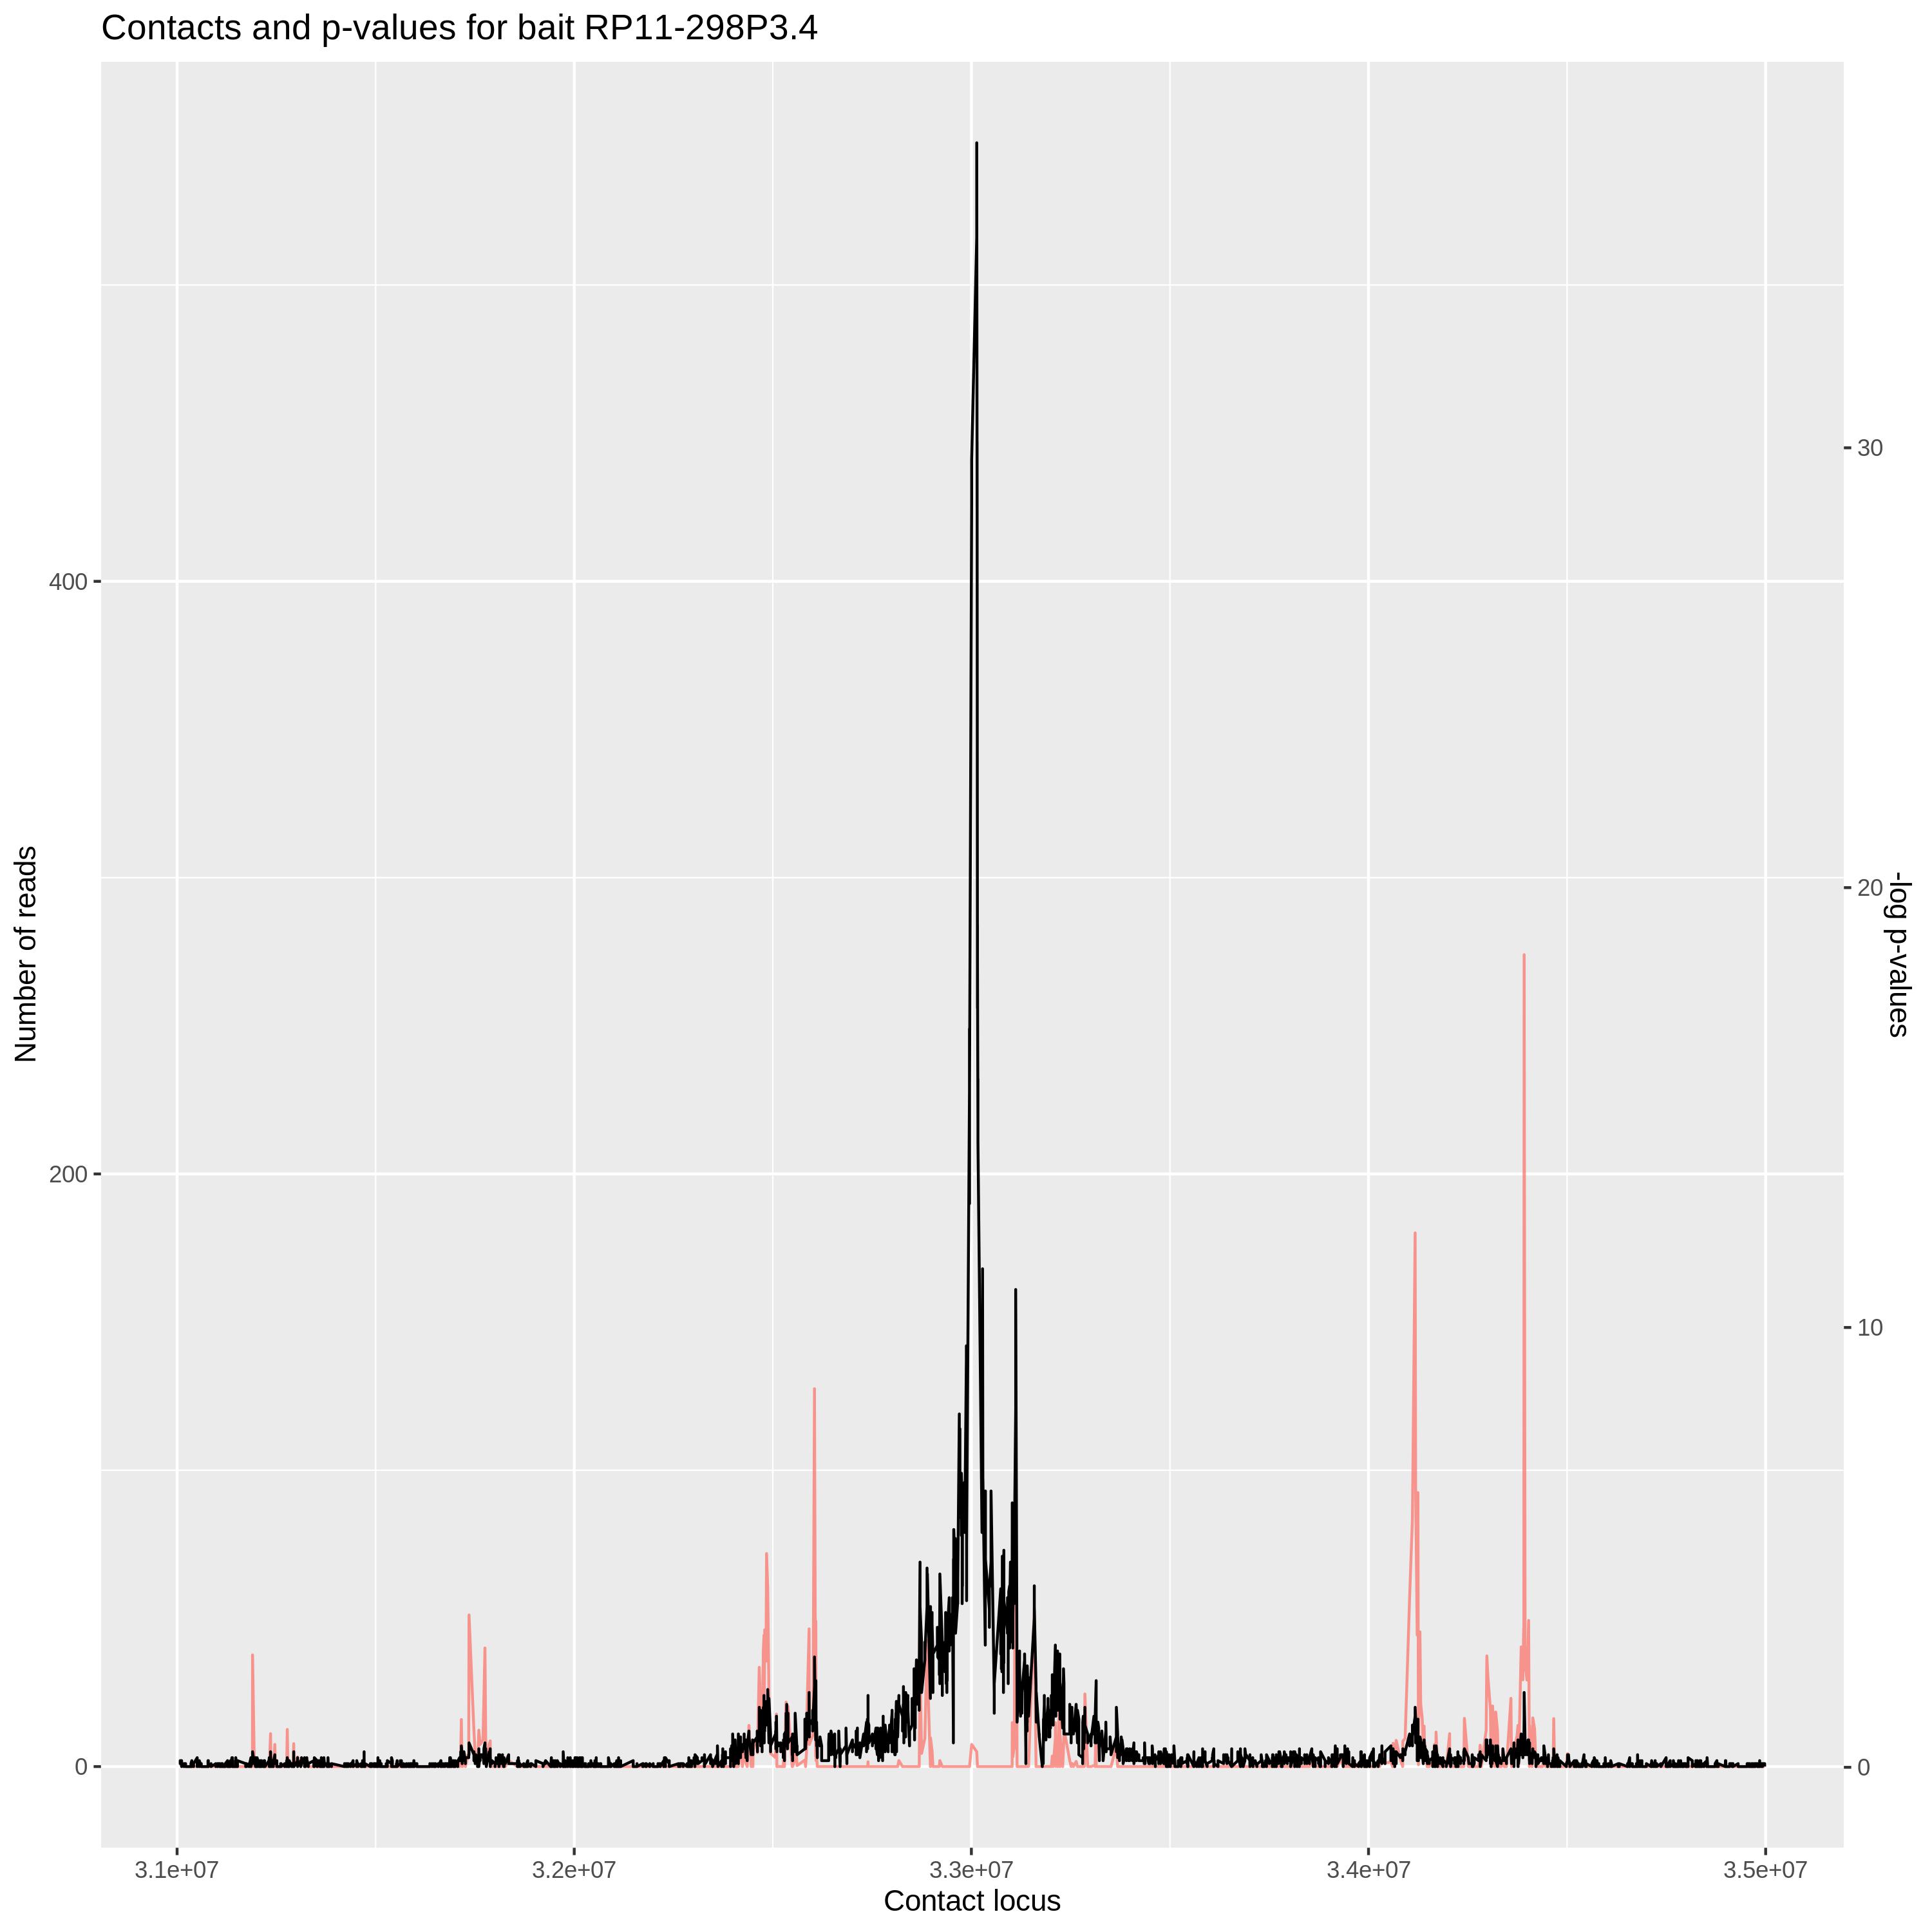 Contacts and p-values for bait RP11-298P3.4
Number of reads
400
200
0
30
20
10
0
-log p-values
3.1e+07 3.2e+07 3.3e+07 3.4e+07 3.5e+07
Contact locus